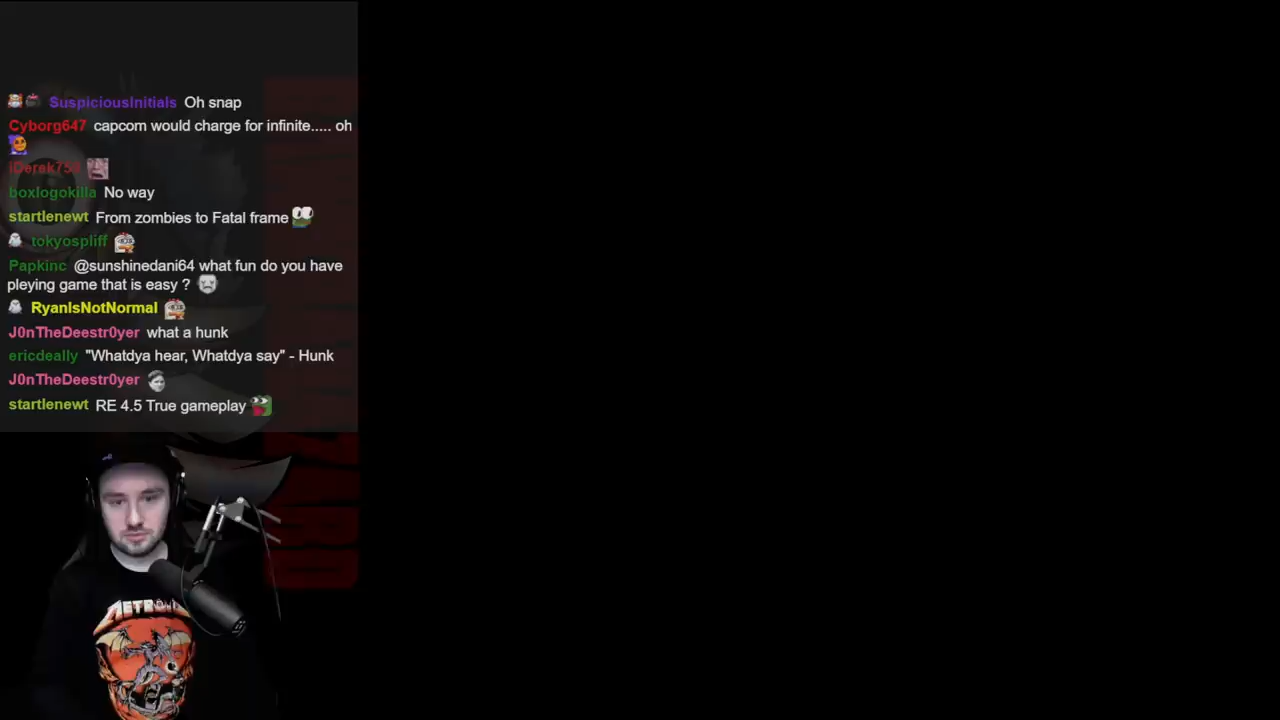 SuspiciousInitials Oh snap
Cyborg647 capcom would charge for infinite..... oh
iDerak753
boxlogokilla No way
startlenewt From zombies to Fatal frame
tokyospliff
Papkinc @sunshinedani64 what fun do you have
pleying game that is easy ?
RyanIsNotNormal
J0nTheDeestr0yer what a hunk
ericdeally "Whatdya hear, Whatdya say" - Hunk
J0nTheDeestr0yer
startlenewt RE 4.5 True gameplay